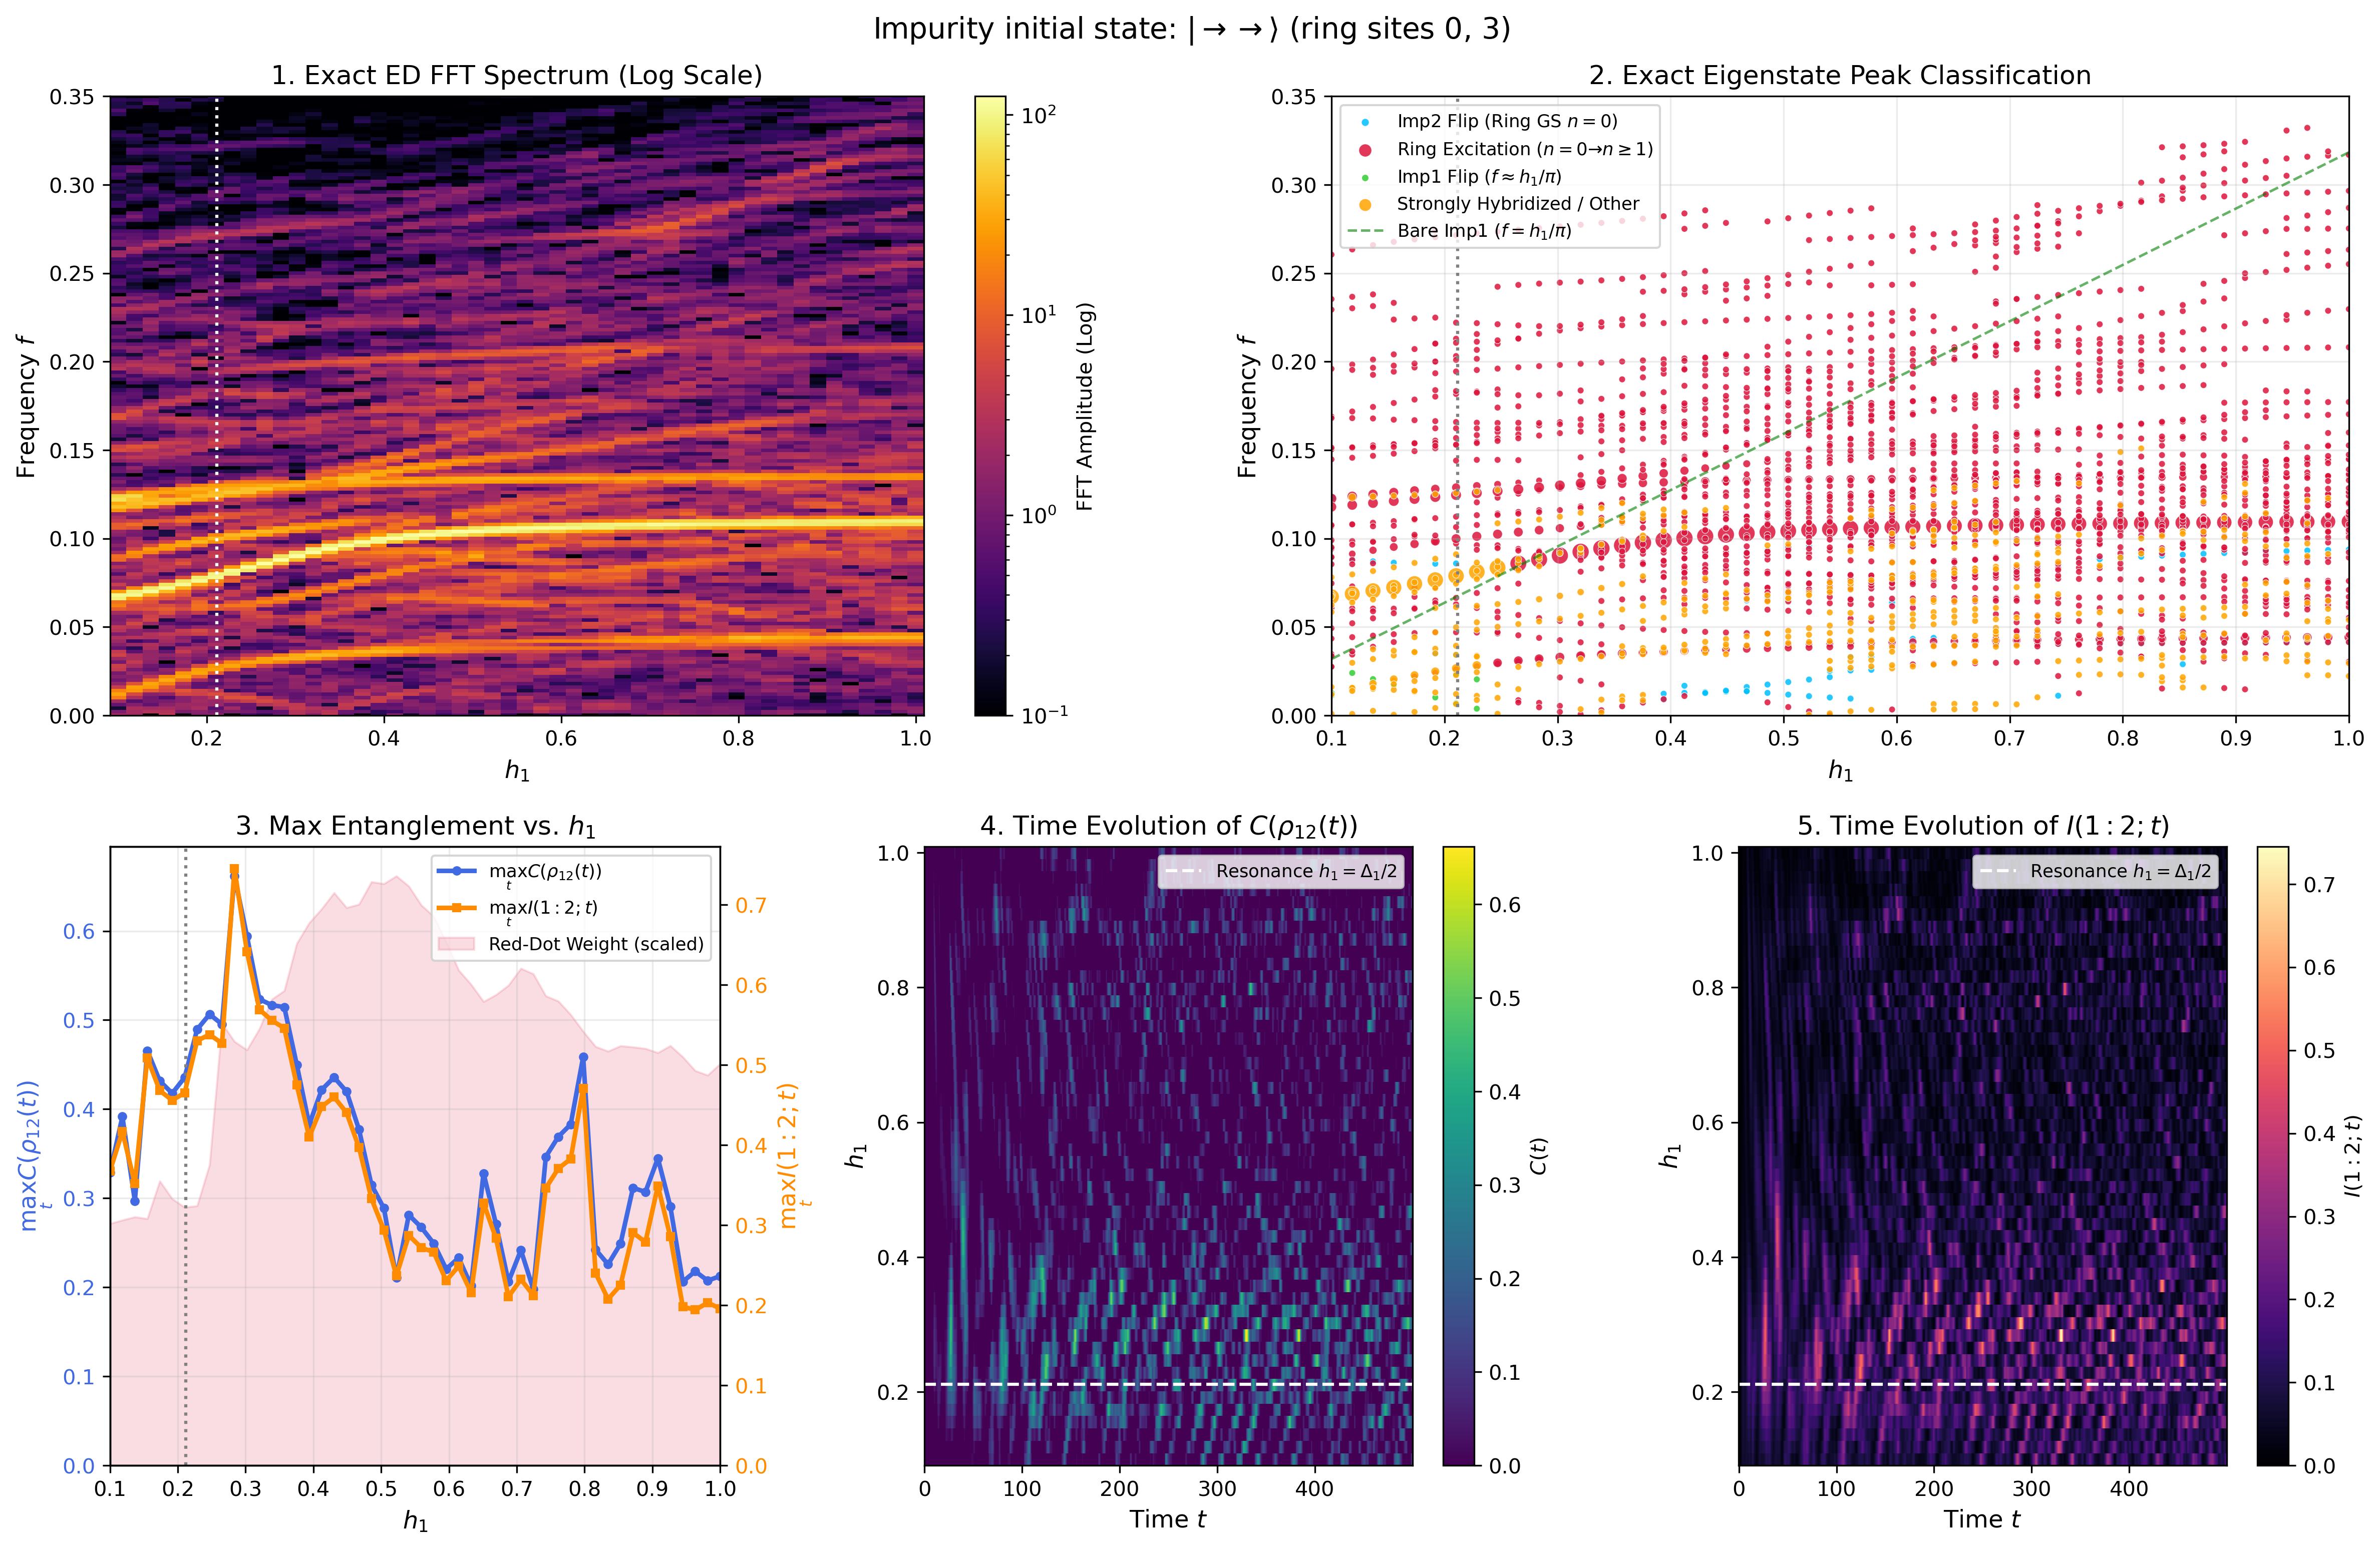 Impurity initial state: |→→⟩ (ring sites 0, 3)
1. Exact ED FFT Spectrum (Log Scale)
Frequency f
0.35
0.30
0.25
0.20
0.15
0.10
0.05
0.00
0.2
0.4
0.6
0.8
1.0
h₁
10²
10¹
10⁰
10⁻¹
FFT Amplitude (Log)
2. Exact Eigenstate Peak Classification
Frequency f
0.35
0.30
0.25
0.20
0.15
0.10
0.05
0.00
Imp2 Flip (Ring GS n = 0)
Ring Excitation (n = 0→n ≥ 1)
Imp1 Flip (f ≈ h₁/π)
Strongly Hybridized / Other
Bare Imp1 (f = h₁/π)
0.1
0.2
0.3
0.4
0.5
0.6
0.7
0.8
0.9
1.0
h₁
3. Max Entanglement vs. h₁
max C(ρ₁₂(t))
t
0.6
0.5
0.4
0.3
0.2
0.1
0.0
max C(ρ₁₂(t))
t
max I(1 : 2; t)
t
Red-Dot Weight (scaled)
0.7
0.6
0.5
0.4
0.3
0.2
0.1
0.0
max I(1 : 2; t)
t
0.1
0.2
0.3
0.4
0.5
0.6
0.7
0.8
0.9
1.0
h₁
4. Time Evolution of C(ρ₁₂(t))
Resonance h₁ = Δ₁/2
h₁
1.0
0.8
0.6
0.4
0.2
0
100
200
300
400
Time t
0.6
0.5
0.4
0.3
0.2
0.1
0.0
C(t)
5. Time Evolution of I(1 : 2; t)
Resonance h₁ = Δ₁/2
h₁
1.0
0.8
0.6
0.4
0.2
0
100
200
300
400
Time t
0.7
0.6
0.5
0.4
0.3
0.2
0.1
0.0
I(1 : 2; t)